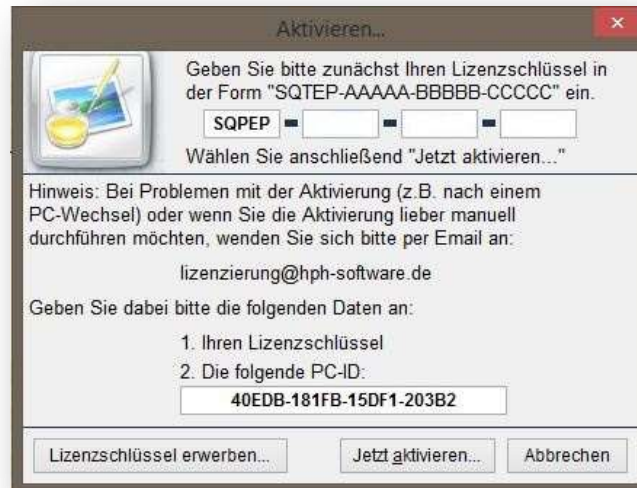 Aktivieren...
Geben Sie bitte zunächst Ihren Lizenzschlüssel in
der Form "SQTEP-AAAAA-BBBBB-CCCCC" ein.
SQPEP - - -
Wählen Sie anschließend "Jetzt aktivieren..."
Hinweis: Bei Problemen mit der Aktivierung (z.B. nach einem
PC-Wechsel) oder wenn Sie die Aktivierung lieber manuell
durchführen möchten, wenden Sie sich bitte per Email an:
lizenzierung@hph-software.de
Geben Sie dabei bitte die folgenden Daten an:
1. Ihren Lizenzschlüssel
2. Die folgende PC-ID:
40EDB-181FB-15DF1-203B2
Lizenzschlüssel erwerben... Jetzt aktivieren... Abbrechen